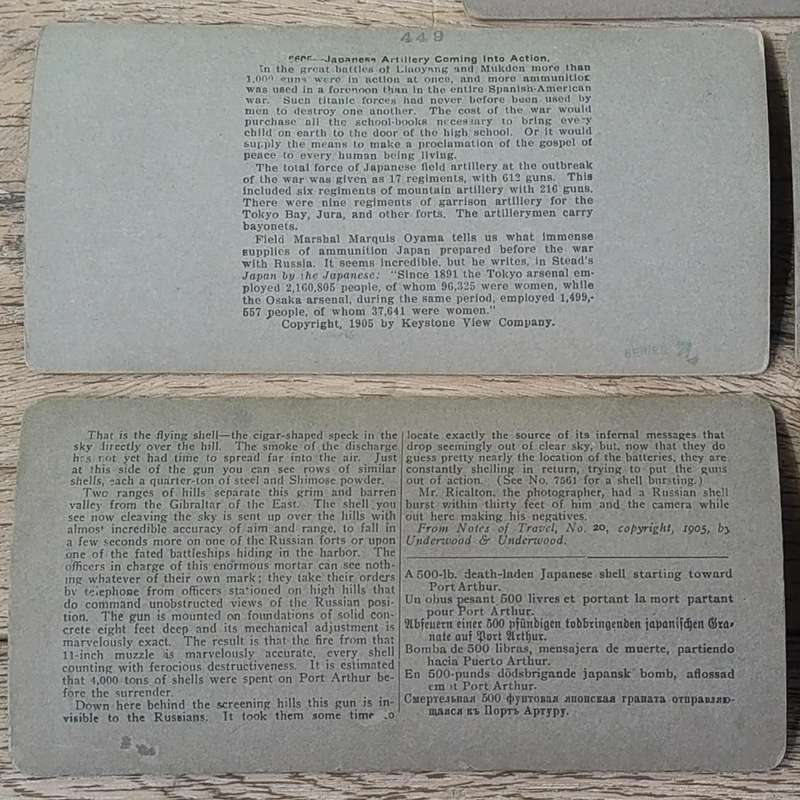 449
—Japanese Artillery Coming Into Action.
In the great battles of Liaoyang and Mukden more than
1,000 guns were in action at once, and more ammunition
was used in a forenoon than in the entire Spanish-American
war. Such titanic forces had never before been used by
men to destroy one another. The cost of the war would
purchase all the school-books necessary to bring every
child on earth to the door of the high school. Or it would
supply the means to make a proclamation of the gospel of
peace to every human being living.
The total force of Japanese field artillery at the outbreak
of the war was given as 17 regiments, with 612 guns. This
included six regiments of mountain artillery with 216 guns.
There were nine regiments of garrison artillery for the
Tokyo Bay, Jura, and other forts. The artillerymen carry
bayonets.
Field Marshal Marquis Oyama tells us what immense
supplies of ammunition Japan prepared before the war
with Russia. It seems incredible, but he writes, in Stead's
Japan by the Japanese: "Since 1891 the Tokyo arsenal em-
ployed 2,160,805 people, of whom 96,325 were women, while
the Osaka arsenal, during the same period, employed 1,499,-
557 people, of whom 37,641 were women."
Copyright, 1905 by Keystone View Company.
SERIES
That is the flying shell—the cigar-shaped speck in the
sky directly over the hill. The smoke of the discharge
has not yet had time to spread far into the air. Just
at this side of the gun you can see rows of similar
shells, each a quarter-ton of steel and Shimose powder.
Two ranges of hills separate this grim and barren
valley from the Gibraltar of the East. The shell you
see now cleaving the sky is sent up over the hills with
almost incredible accuracy of aim and range, to fall in
a few seconds more on one of the Russian forts or upon
one of the fated battleships hiding in the harbor. The
officers in charge of this enormous mortar can see noth-
ing whatever of their own mark; they take their orders
by telephone from officers stationed on high hills that
do command unobstructed views of the Russian posi-
tion. The gun is mounted on foundations of solid con-
crete eight feet deep and its mechanical adjustment is
marvelously exact. The result is that the fire from that
11-inch muzzle is marvelously accurate, every shell
counting with ferocious destructiveness. It is estimated
that 4,000 tons of shells were spent on Port Arthur be-
fore the surrender.
Down here behind the screening hills this gun is in-
visible to the Russians. It took them some time to
locate exactly the source of its infernal messages that
drop seemingly out of clear sky, but, now that they do
guess pretty nearly the location of the batteries, they are
constantly shelling in return, trying to put the guns
out of action. (See No. 7561 for a shell bursting.)
Mr. Ricalton, the photographer, had a Russian shell
burst within thirty feet of him and the camera while
out here making his negatives.
From Notes of Travel, No. 20, copyright, 1905, by
Underwood & Underwood.
A 500-lb. death-laden Japanese shell starting toward
Port Arthur.
Un obus pesant 500 livres et portant la mort partant
pour Port Arthur.
Abfeuern einer 500 pfündigen todbringenden japanischen Gra-
nate auf Port Arthur.
Bomba de 500 libras, mensajera de muerte, partiendo
hacia Puerto Arthur.
En 500-punds dödsbrigande japansk bomb, aflossad
emot Port Arthur.
Смертельная 500 фунтовая японская граната отправляю-
щаяся къ Портъ Артуру.